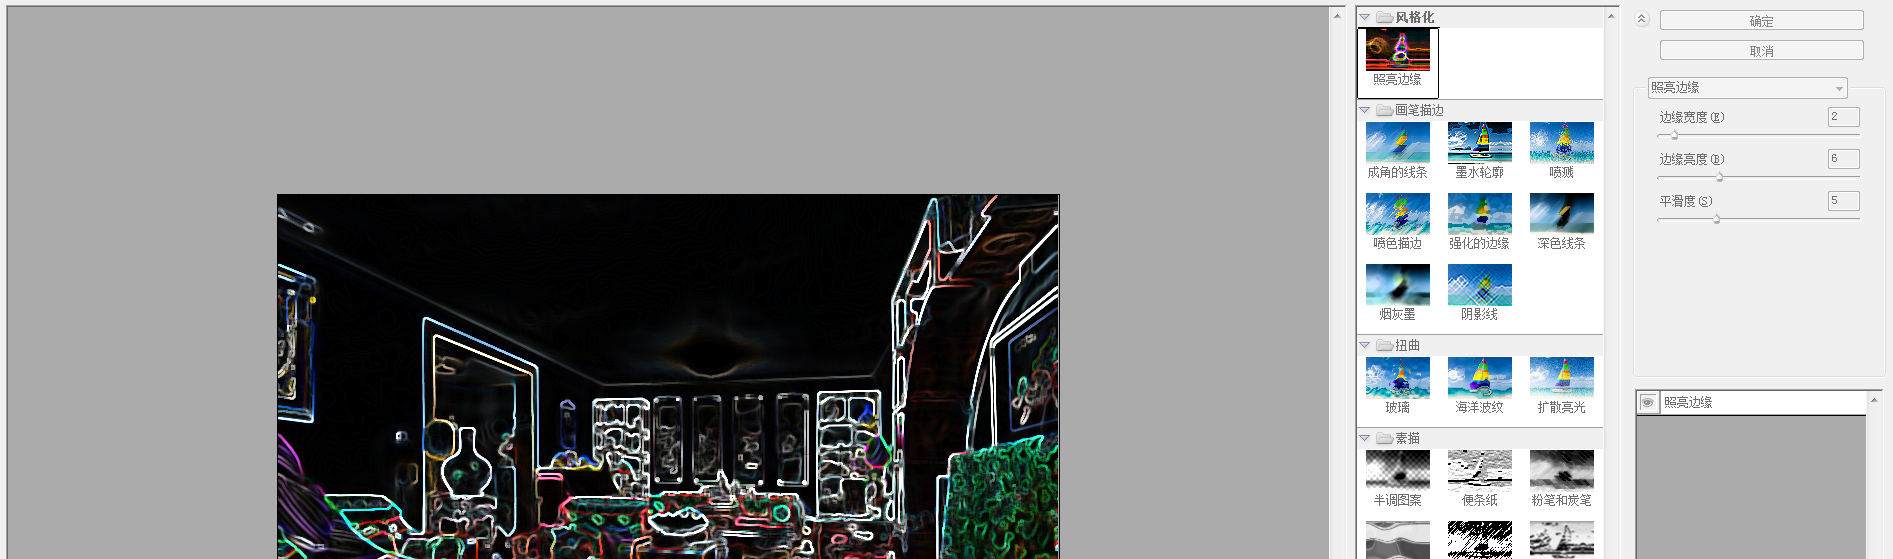 风格化
照亮边缘
画笔描边
成角的线条
墨水轮廓
喷溅
喷色描边
强化的边缘
深色线条
烟灰墨
阴影线
扭曲
玻璃
海洋波纹
扩散亮光
素描
半调图案
便条纸
粉笔和炭笔
确定
取消
照亮边缘
边缘宽度(E) 2
边缘亮度(B) 6
平滑度(S) 5
照亮边缘